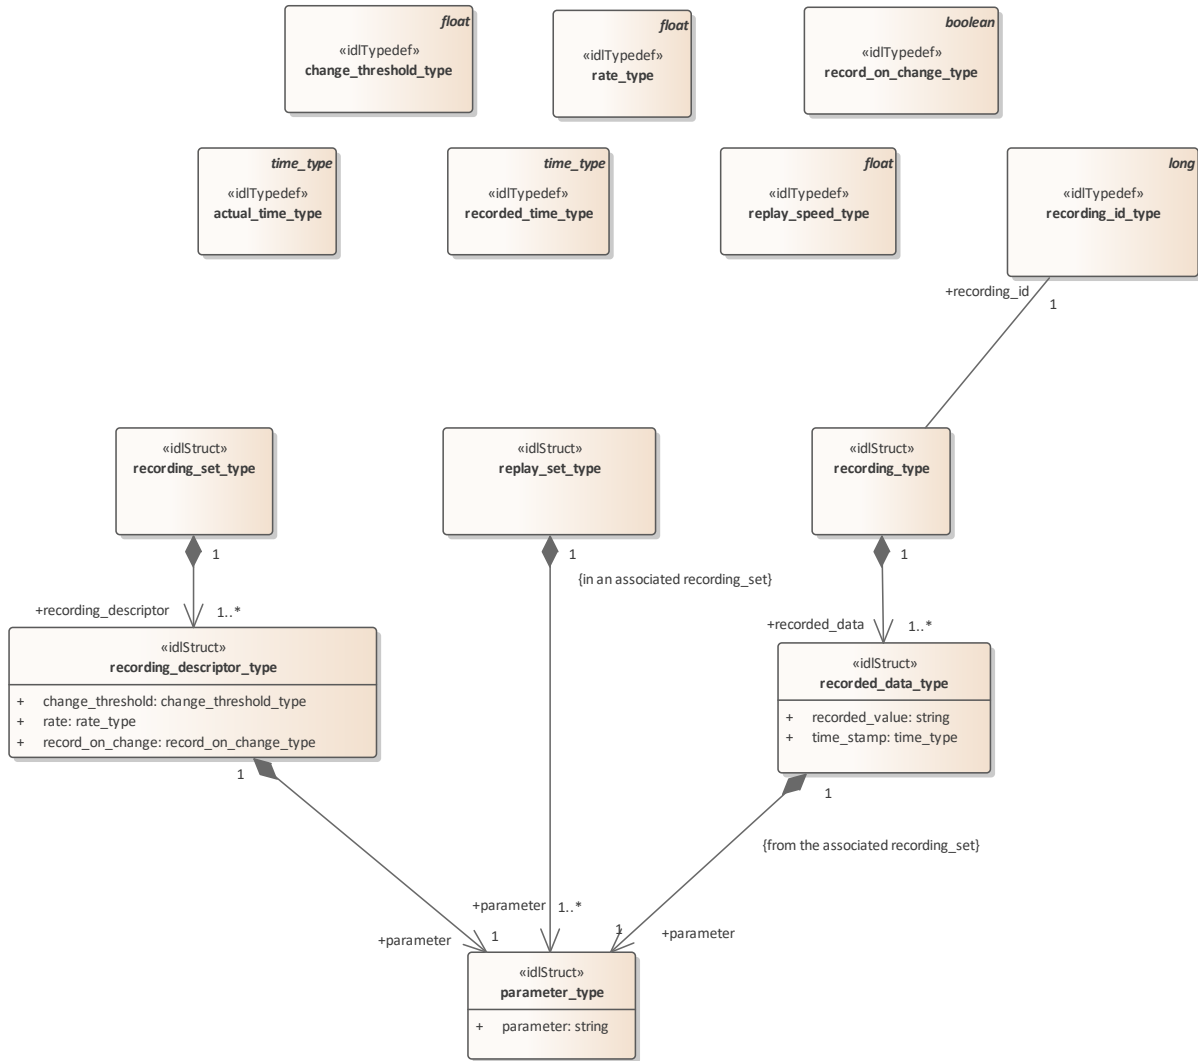 float
«idlTypedef»
change_threshold_type
float
«idlTypedef»
rate_type
boolean
«idlTypedef»
record_on_change_type
time_type
«idlTypedef»
actual_time_type
time_type
«idlTypedef»
recorded_time_type
float
«idlTypedef»
replay_speed_type
long
«idlTypedef»
recording_id_type
+recording_id
1
«idlStruct»
recording_set_type
«idlStruct»
replay_set_type
«idlStruct»
recording_type
1
1
{in an associated recording_set}
1
+recording_descriptor
1..*
+recorded_data
1..*
«idlStruct»
recording_descriptor_type
+ change_threshold: change_threshold_type
+ rate: rate_type
+ record_on_change: record_on_change_type
«idlStruct»
recorded_data_type
+ recorded_value: string
+ time_stamp: time_type
1
1
{from the associated recording_set}
+parameter
1..*
+parameter
1
1
+parameter
«idlStruct»
parameter_type
+ parameter: string